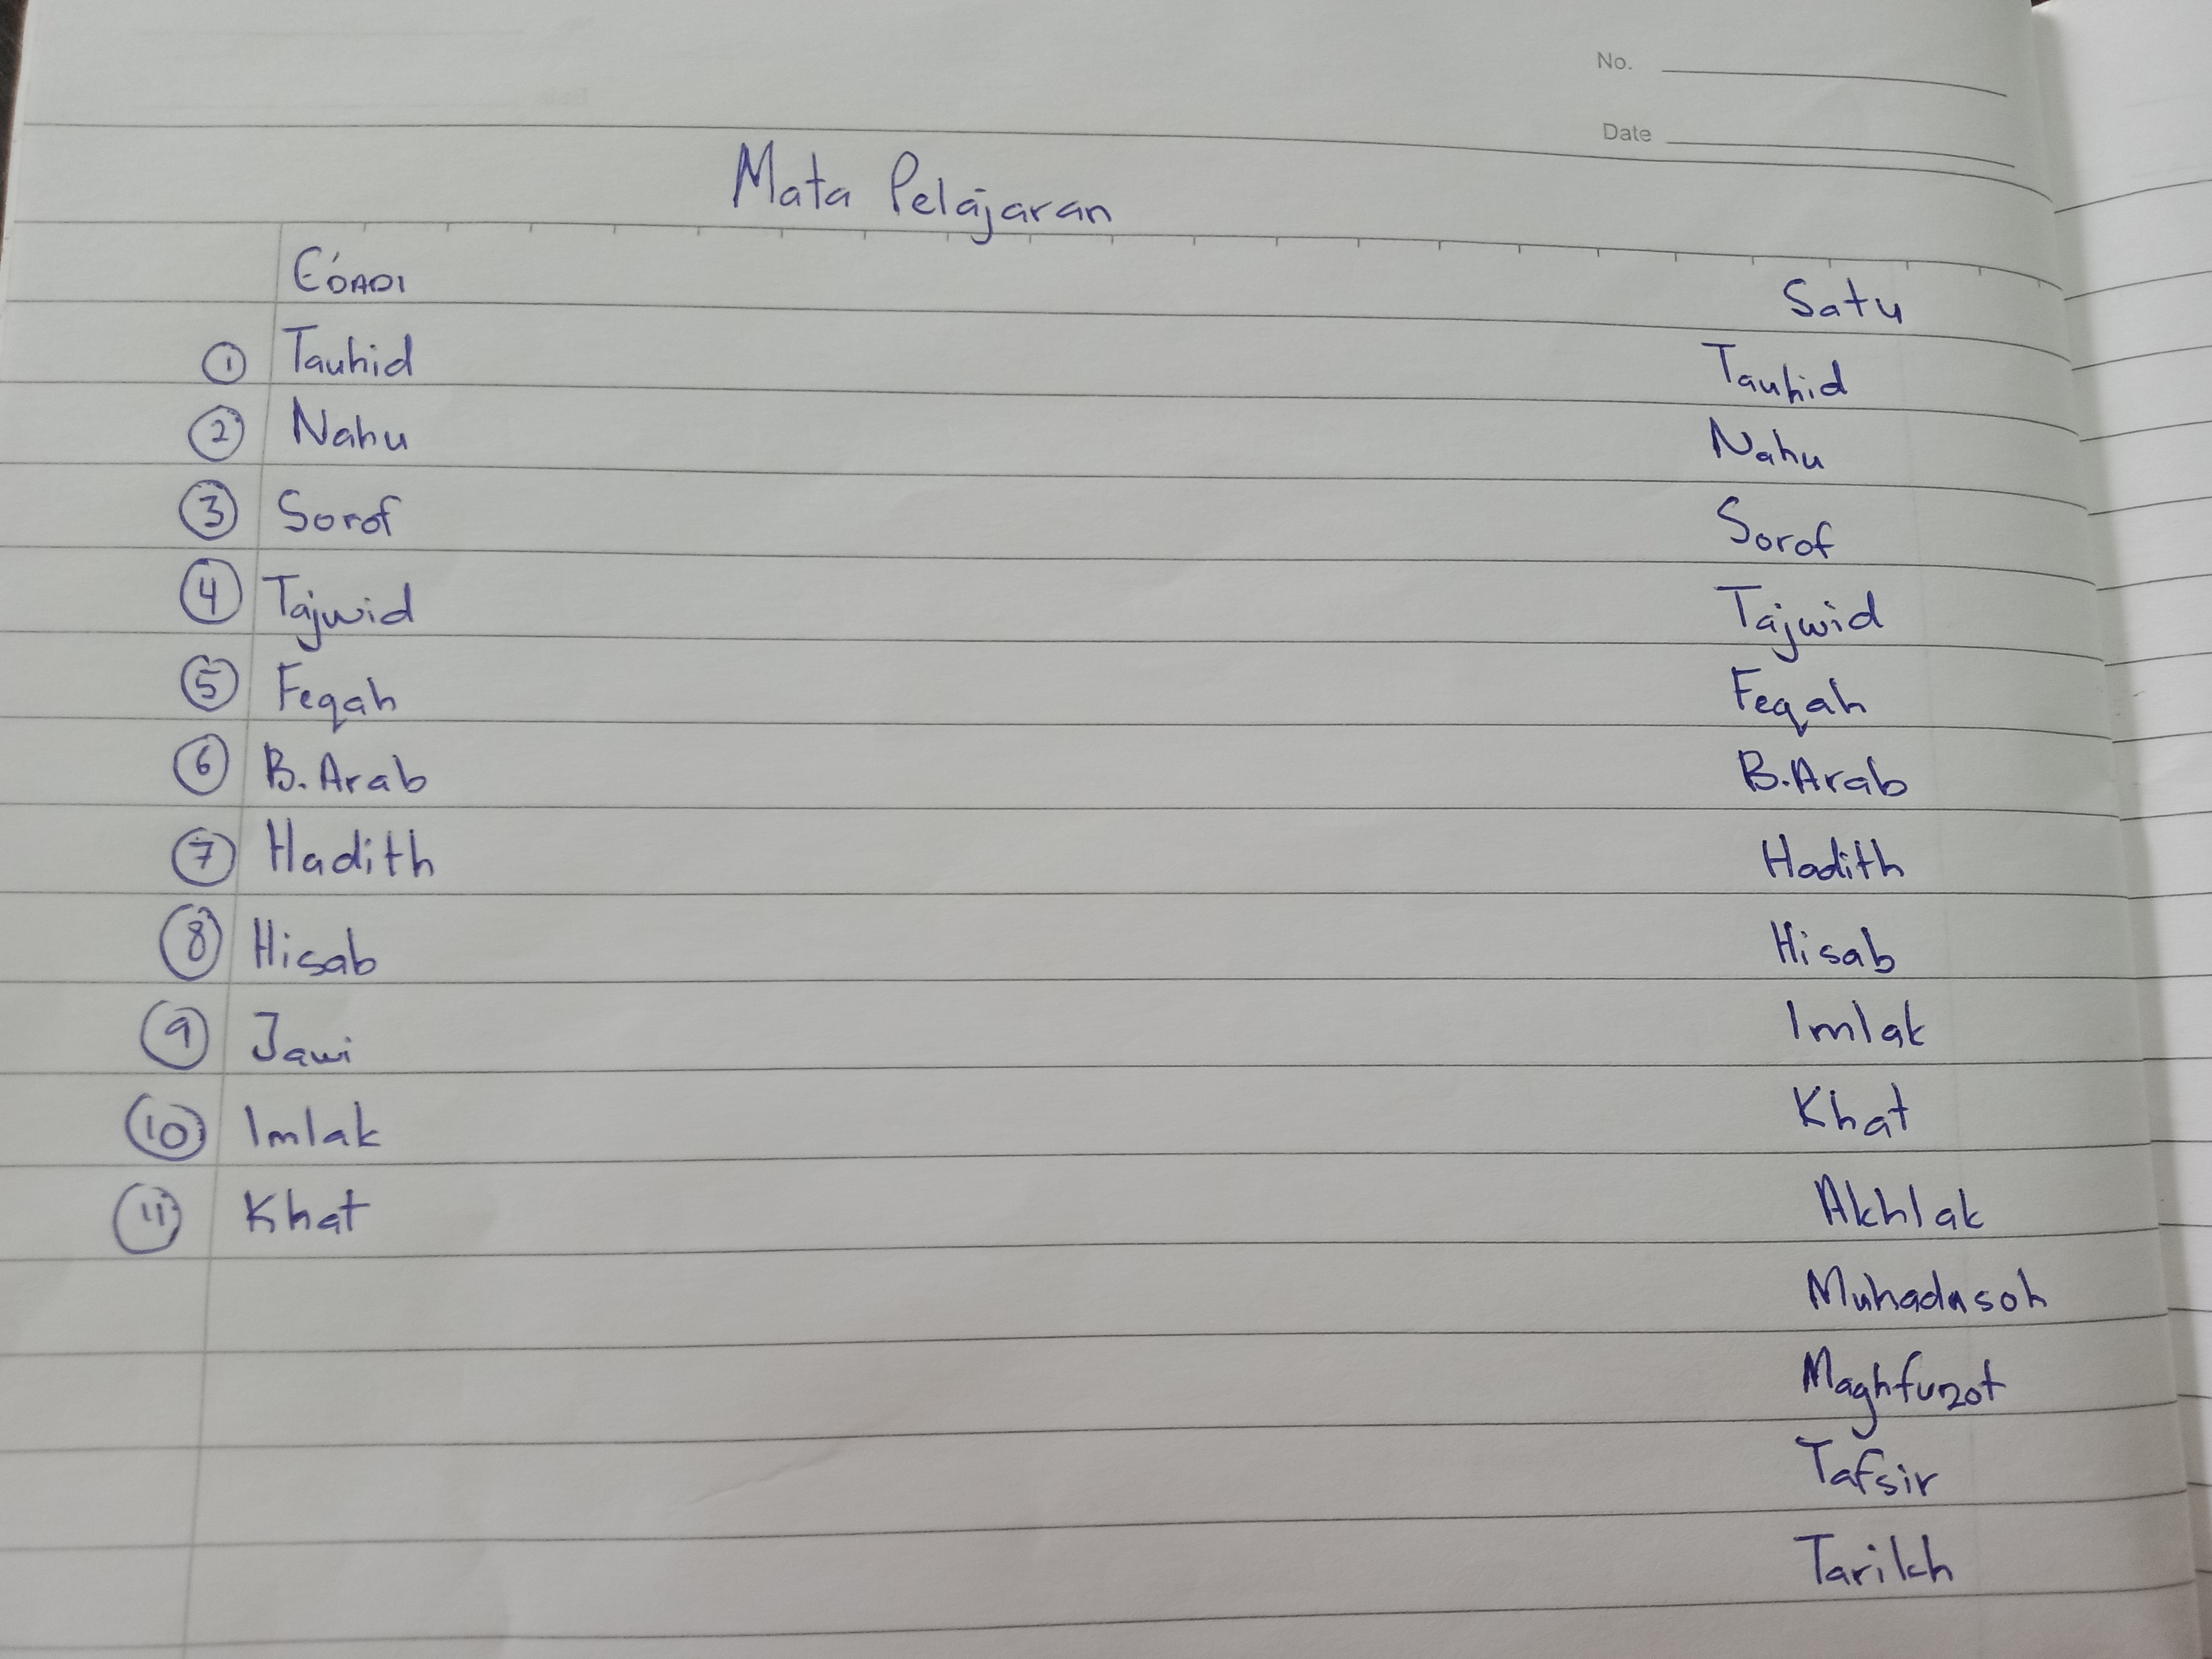 No.
Date
Mata Pelajaran
E'DADI Satu
1 Tauhid Tauhid
2 Nahu Nahu
3 Sorof Sorof
4 Tajwid Tajwid
5 Feqah Feqah
6 B. Arab B. Arab
7 Hadith Hadith
8 Hisab Hisab
9 Jawi Imlak
10 Imlak Khat
11 Khat Akhlak
Muhadasoh
Maghfuzot
Tafsir
Tarikh